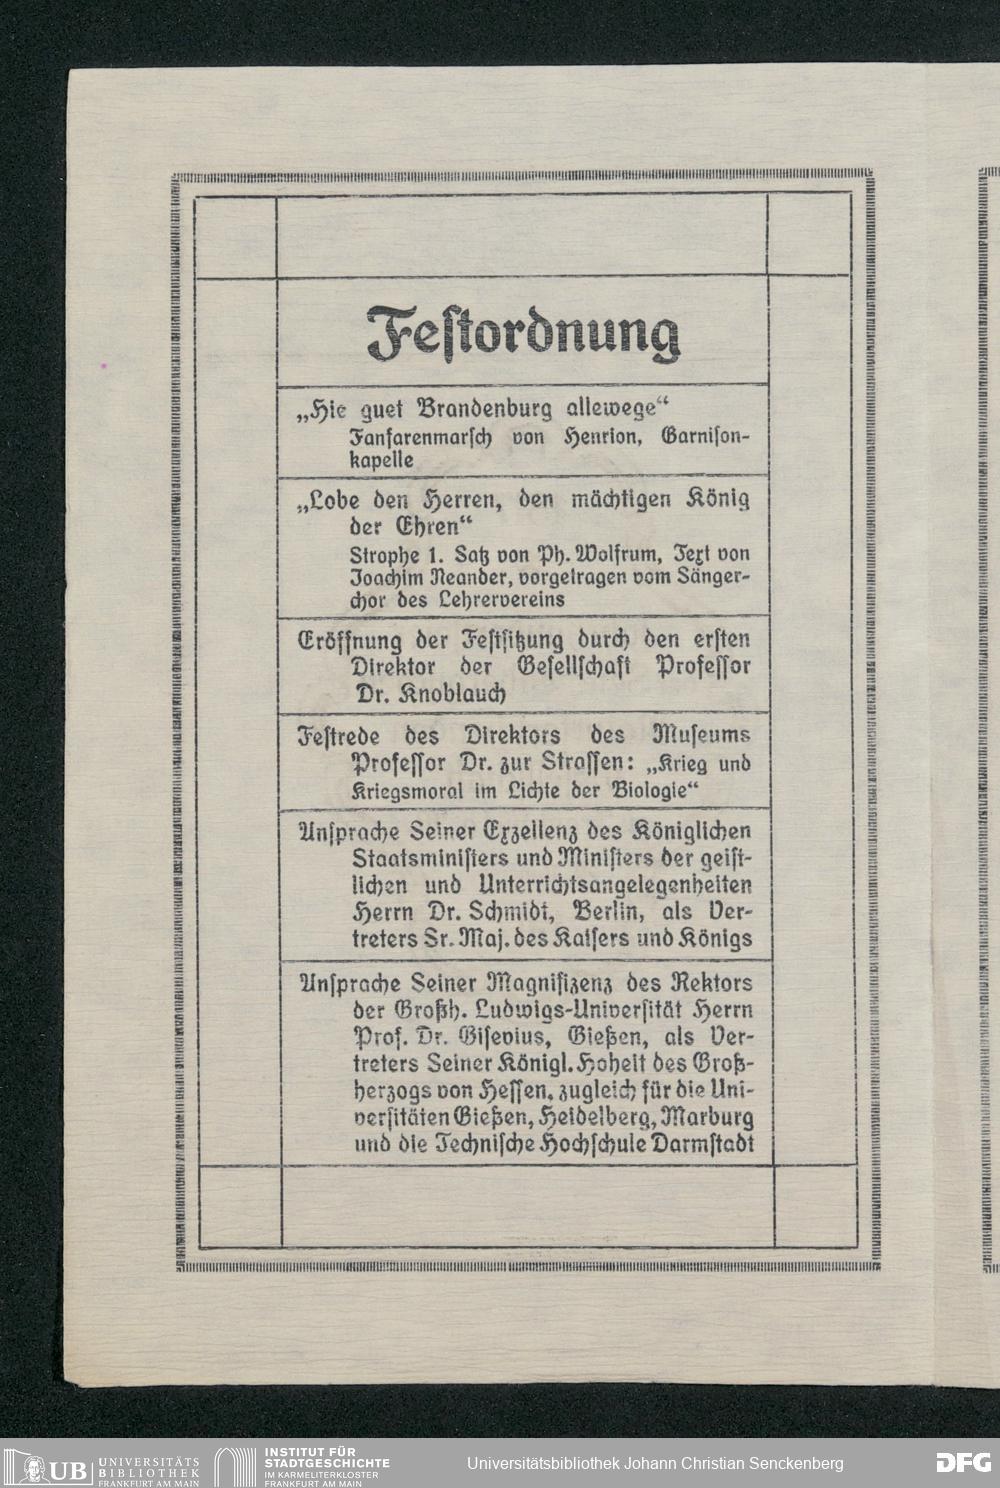 Festordnung
„Hie guet Brandenburg allewege“
Fanfarenmarsch von Henrion, Garnison-
kapelle
„Lobe den Herren, den mächtigen König
der Ehren“
Strophe 1. Satz von Ph. Wolfrum, Text von
Joachim Neander, vorgetragen vom Sänger-
chor des Lehrervereins
Eröffnung der Festsitzung durch den ersten
Direktor der Gesellschaft Professor
Dr. Knoblauch
Festrede des Direktors des Museums
Professor Dr. zur Strassen: „Krieg und
Kriegsmoral im Lichte der Biologie“
Ansprache Seiner Exzellenz des Königlichen
Staatsministers und Ministers der geist-
lichen und Unterrichtsangelegenheiten
Herrn Dr. Schmidt, Berlin, als Ver-
treters Sr. Maj. des Kaisers und Königs
Ansprache Seiner Magnifizenz des Rektors
der Großh. Ludwigs-Universität Herrn
Prof. Dr. Gisevius, Gießen, als Ver-
treters Seiner Königl. Hoheit des Groß-
herzogs von Hessen, zugleich für die Uni-
versitäten Gießen, Heidelberg, Marburg
und die Technische Hochschule Darmstadt
UB UNIVERSITÄTS
BIBLIOTHEK
FRANKFURT AM MAIN
INSTITUT FÜR
STADTGESCHICHTE
IM KARMELITERKLOSTER
FRANKFURT AM MAIN
Universitätsbibliothek Johann Christian Senckenberg
DFG